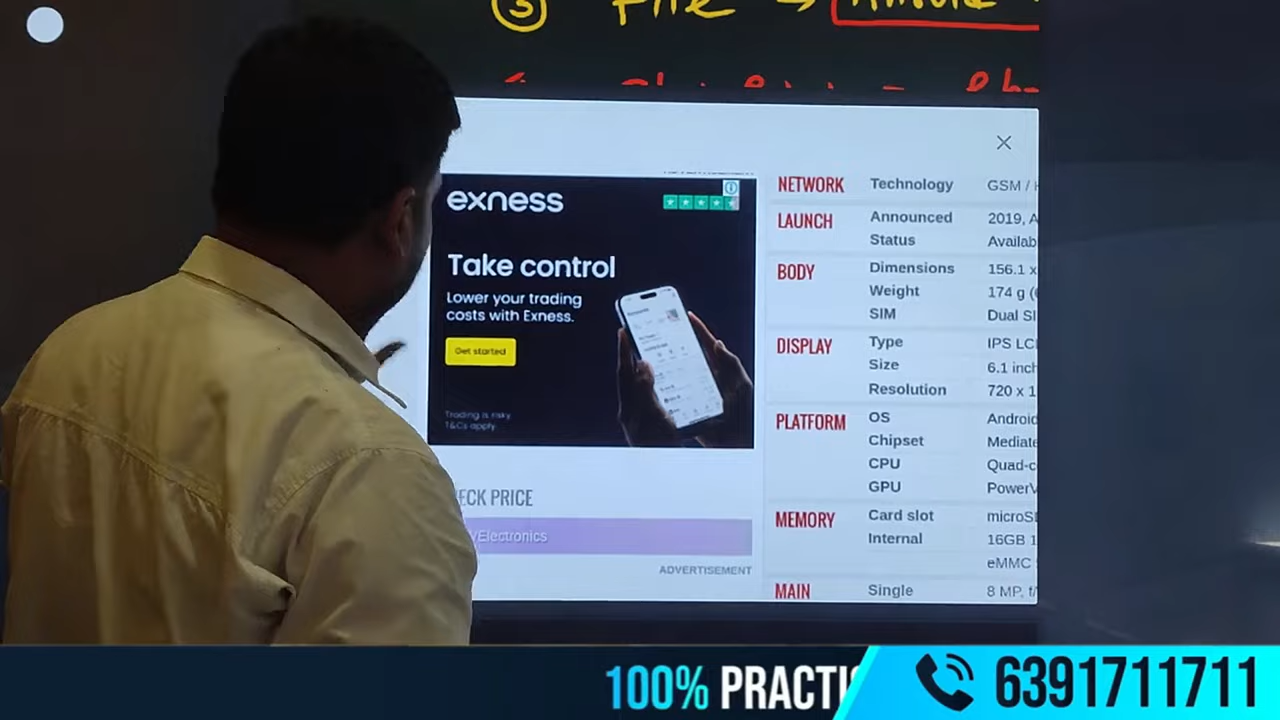 ③ File →
×
exness
Take control
Lower your trading
costs with Exness.
Get started
Trading is risky
T&Cs apply
ECK PRICE
/Electronics
ADVERTISEMENT
NETWORK Technology GSM /
LAUNCH Announced 2019, A
Status Availab
BODY Dimensions 156.1 x
Weight 174 g (
SIM Dual SI
DISPLAY Type IPS LC
Size 6.1 inch
Resolution 720 x 1
PLATFORM OS Android
Chipset Mediate
CPU Quad-c
GPU PowerV
MEMORY Card slot microS
Internal 16GB 1
eMMC
MAIN Single 8 MP, f/
100% PRACTI
6391711711